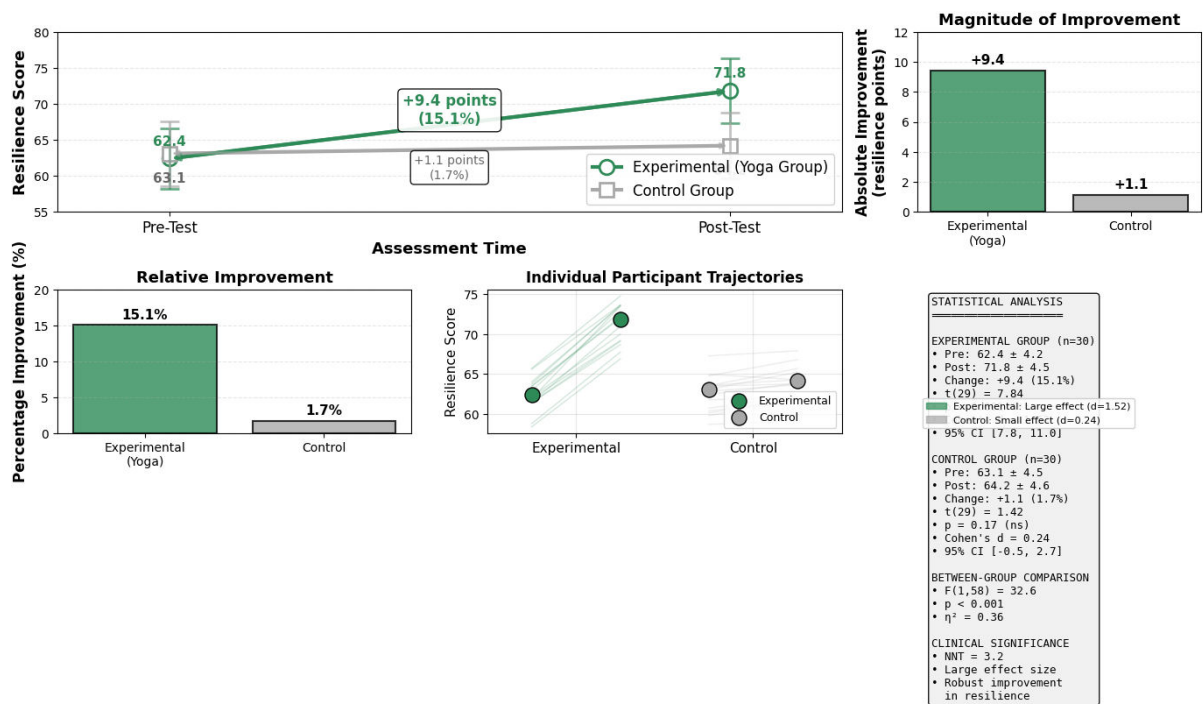 Resilience Score
80
75
70
65
60
55
62.4
63.1
+9.4 points
(15.1%)
+1.1 points
(1.7%)
71.8
Experimental (Yoga Group)
Control Group
Pre-Test
Post-Test
Assessment Time
Magnitude of Improvement
Absolute Improvement
(resilience points)
12
10
8
6
4
2
0
+9.4
+1.1
Experimental
(Yoga)
Control
Relative Improvement
Percentage Improvement (%)
20
15
10
5
0
15.1%
1.7%
Experimental
(Yoga)
Control
Individual Participant Trajectories
Resilience Score
75
70
65
60
Experimental
Control
Experimental
Control
STATISTICAL ANALYSIS
EXPERIMENTAL GROUP (n=30)
• Pre: 62.4 ± 4.2
• Post: 71.8 ± 4.5
• Change: +9.4 (15.1%)
• t(29) = 7.84
Experimental: Large effect (d=1.52)
Control: Small effect (d=0.24)
• 95% CI [7.8, 11.0]
CONTROL GROUP (n=30)
• Pre: 63.1 ± 4.5
• Post: 64.2 ± 4.6
• Change: +1.1 (1.7%)
• t(29) = 1.42
• p = 0.17 (ns)
• Cohen's d = 0.24
• 95% CI [-0.5, 2.7]
BETWEEN-GROUP COMPARISON
• F(1,58) = 32.6
• p < 0.001
• η² = 0.36
CLINICAL SIGNIFICANCE
• NNT = 3.2
• Large effect size
• Robust improvement
in resilience